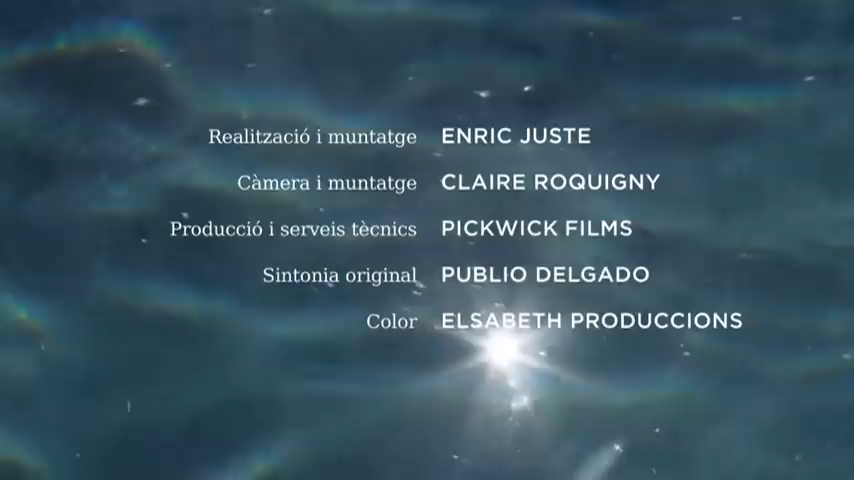 Realització i muntatge ENRIC JUSTE
Càmera i muntatge CLAIRE ROQUIGNY
Producció i serveis tècnics PICKWICK FILMS
Sintonia original PUBLIO DELGADO
Color ELSABETH PRODUCCIONS